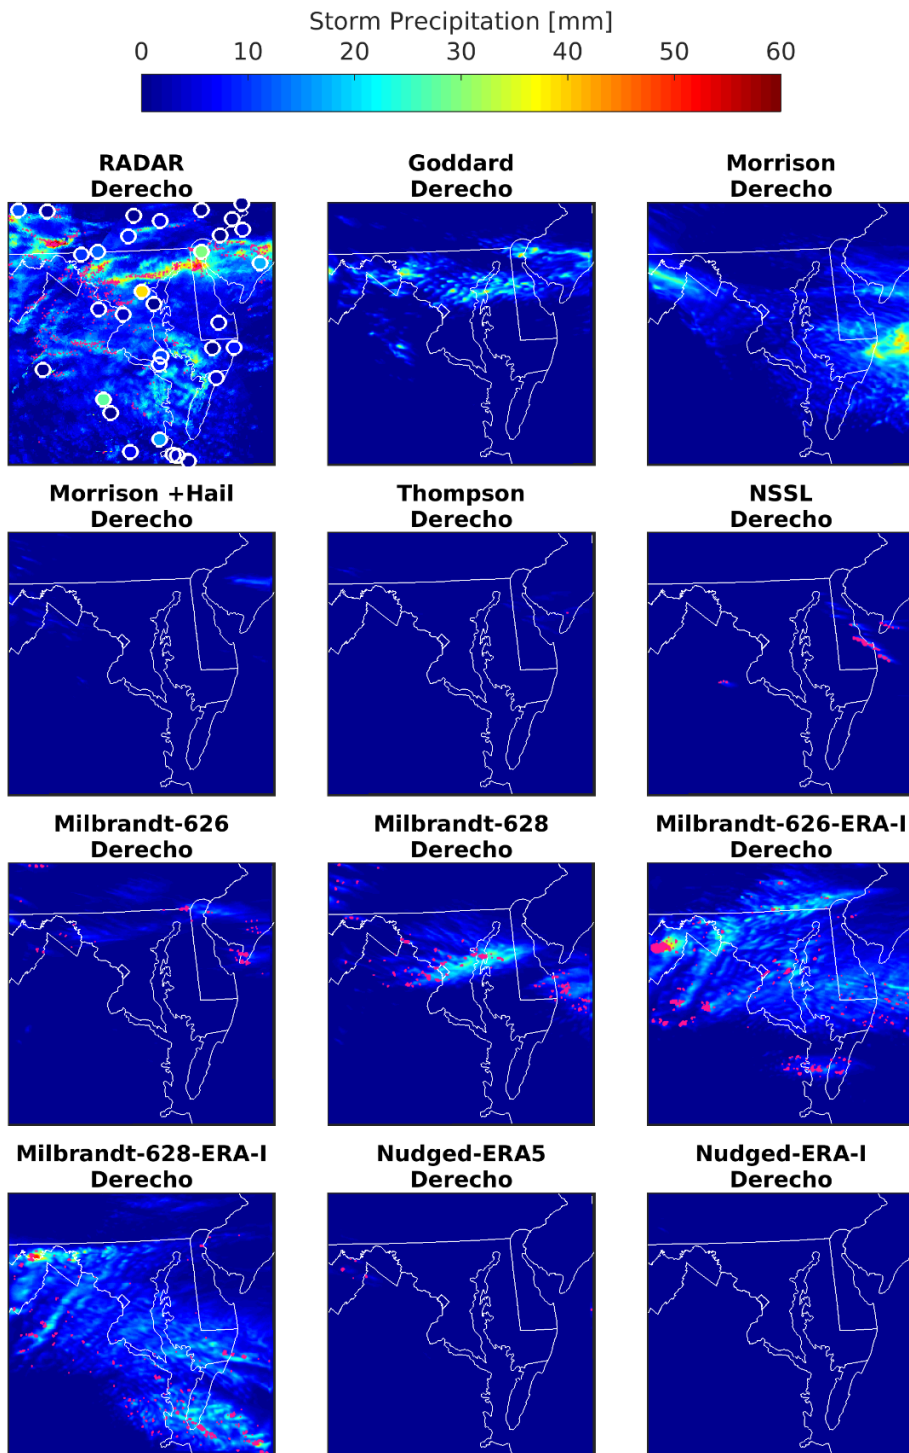 Storm Precipitation [mm]
0 10 20 30 40 50 60
RADAR
Derecho
Goddard
Derecho
Morrison
Derecho
Morrison +Hail
Derecho
Thompson
Derecho
NSSL
Derecho
Milbrandt-626
Derecho
Milbrandt-628
Derecho
Milbrandt-626-ERA-I
Derecho
Milbrandt-628-ERA-I
Derecho
Nudged-ERA5
Derecho
Nudged-ERA-I
Derecho